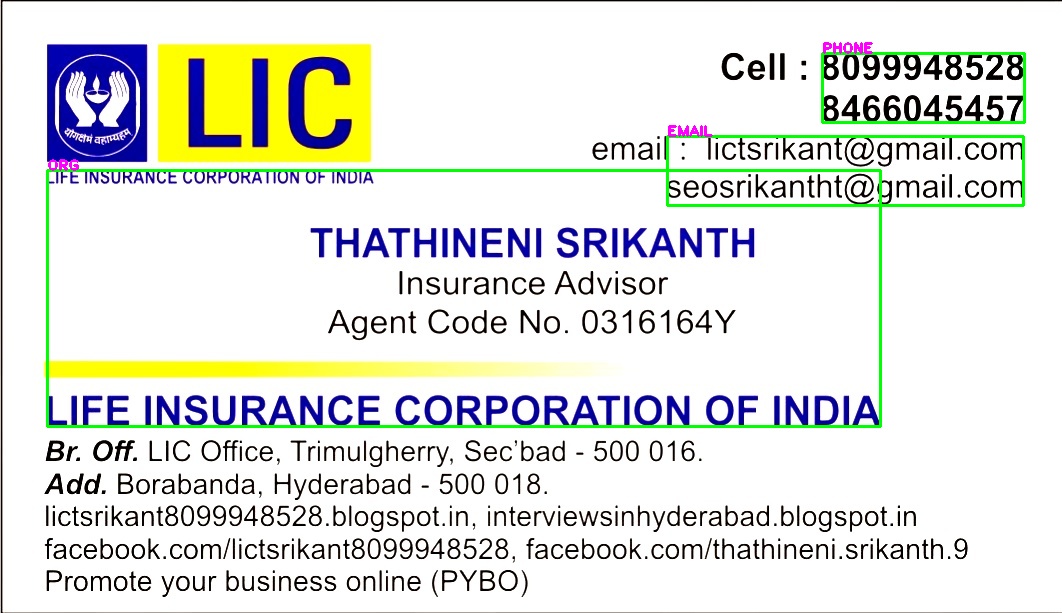 योगक्षेमं वहाम्यहम्
LIC
LIFE INSURANCE CORPORATION OF INDIA
PHONE
Cell : 8099948528
8466045457
EMAIL
email : lictsrikant@gmail.com
seosrikantht@gmail.com
ORG
THATHINENI SRIKANTH
Insurance Advisor
Agent Code No. 0316164Y
LIFE INSURANCE CORPORATION OF INDIA
Br. Off. LIC Office, Trimulgherry, Sec'bad - 500 016.
Add. Borabanda, Hyderabad - 500 018.
lictsrikant8099948528.blogspot.in, interviewsinhyderabad.blogspot.in
facebook.com/lictsrikant8099948528, facebook.com/thathineni.srikanth.9
Promote your business online (PYBO)